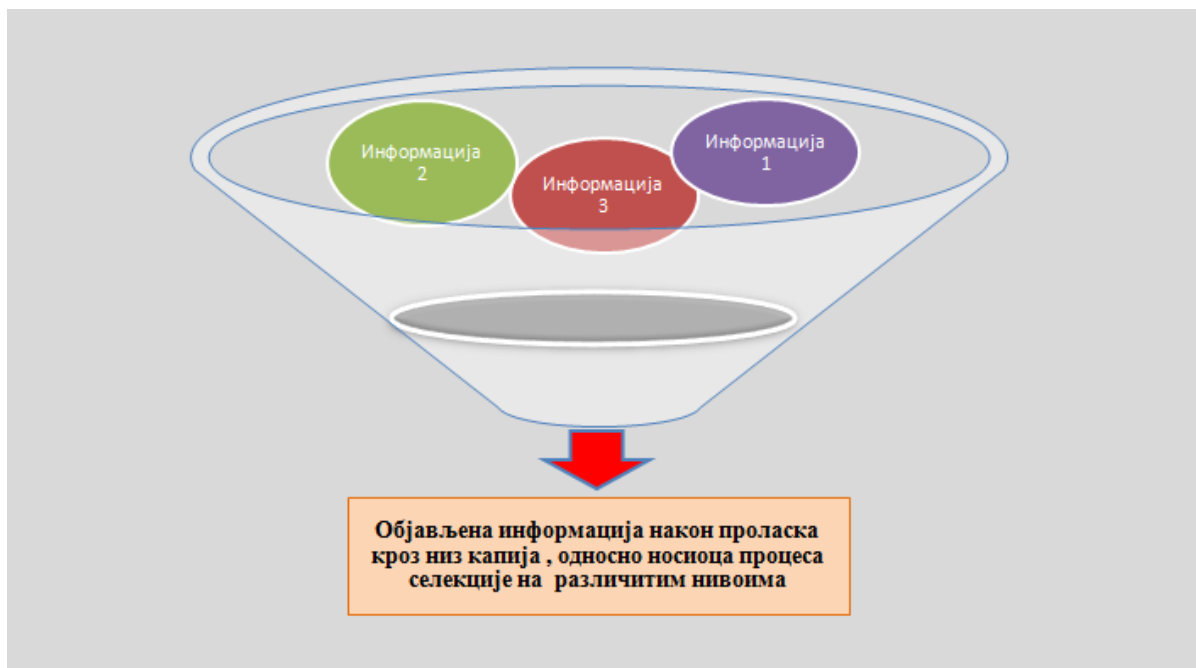 Информација
2
Информација
3
Информација
1
Објављена информација након проласка
кроз низ капија , односно носиоца процеса
селекције на различитим нивоима